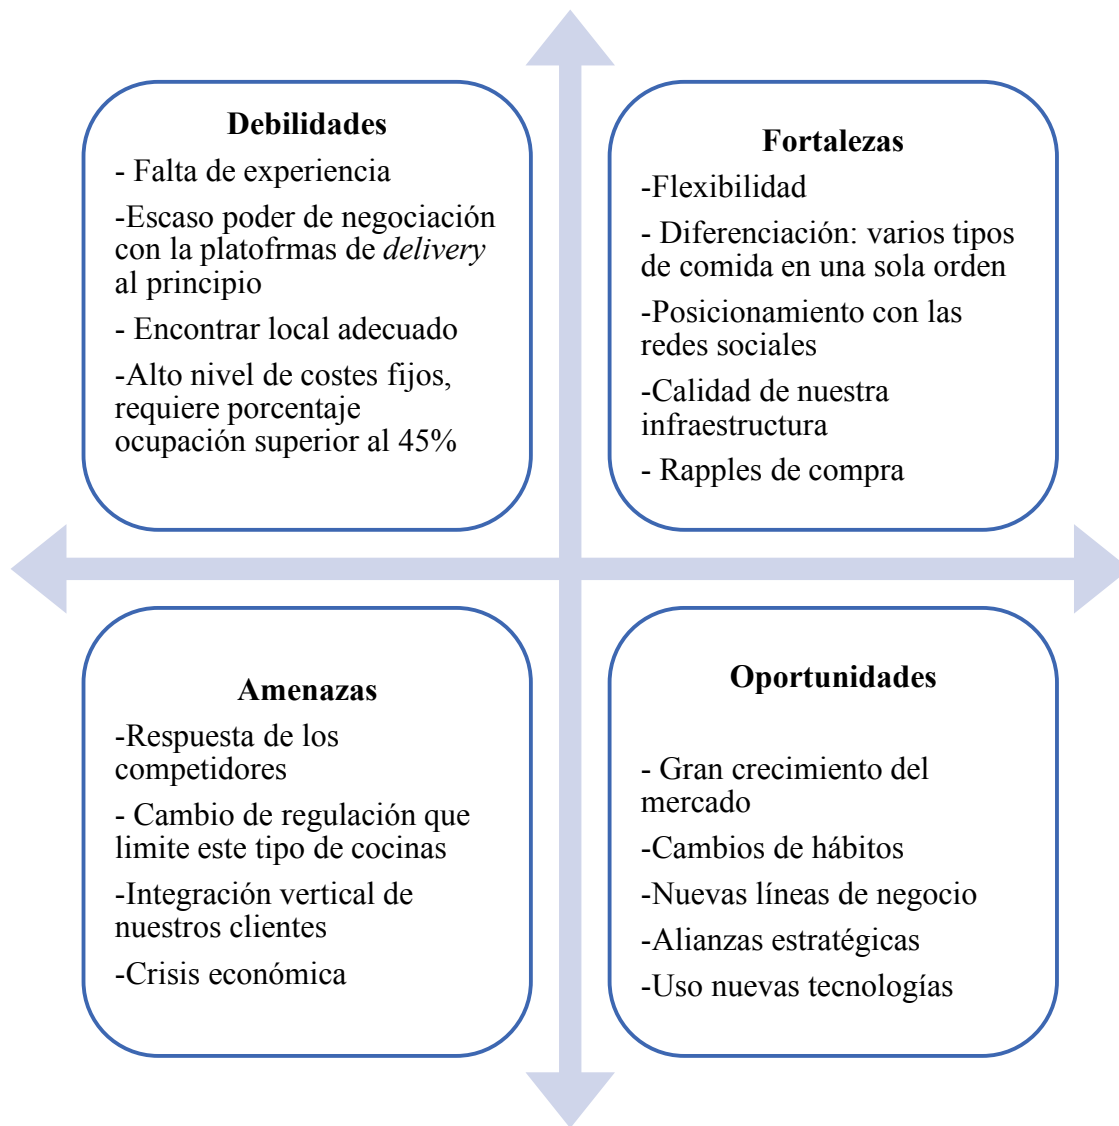 Debilidades
- Falta de experiencia
-Escaso poder de negociación
con la platofrmas de delivery
al principio
- Encontrar local adecuado
-Alto nivel de costes fijos,
requiere porcentaje
ocupación superior al 45%
Fortalezas
-Flexibilidad
- Diferenciación: varios tipos
de comida en una sola orden
-Posicionamiento con las
redes sociales
-Calidad de nuestra
infraestructura
- Rapples de compra
Amenazas
-Respuesta de los
competidores
- Cambio de regulación que
limite este tipo de cocinas
-Integración vertical de
nuestros clientes
-Crisis económica
Oportunidades
- Gran crecimiento del
mercado
-Cambios de hábitos
-Nuevas líneas de negocio
-Alianzas estratégicas
-Uso nuevas tecnologías